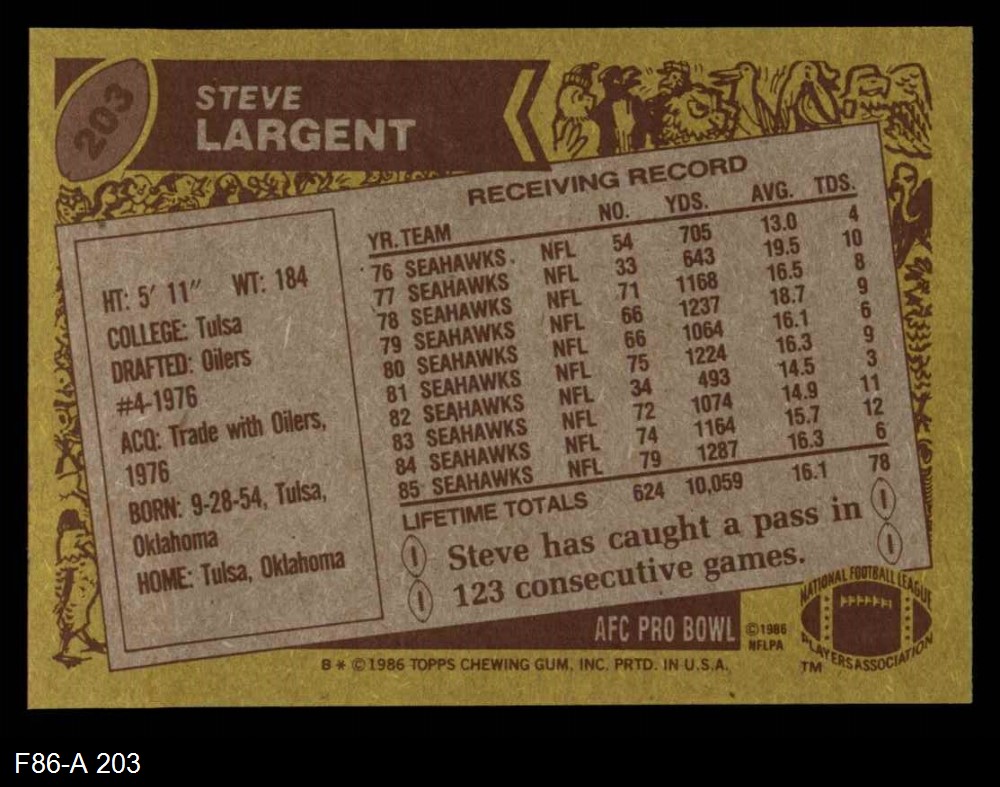 203
STEVE
LARGENT
HT: 5' 11" WT: 184
COLLEGE: Tulsa
DRAFTED: Oilers
#4-1976
ACQ: Trade with Oilers,
1976
BORN: 9-28-54, Tulsa,
Oklahoma
HOME: Tulsa, Oklahoma
RECEIVING RECORD
YR. TEAM NO. YDS. AVG. TDS.
76 SEAHAWKS. NFL 54 705 13.0 4
77 SEAHAWKS NFL 33 643 19.5 10
78 SEAHAWKS NFL 71 1168 16.5 8
79 SEAHAWKS NFL 66 1237 18.7 9
80 SEAHAWKS NFL 66 1064 16.1 6
81 SEAHAWKS NFL 75 1224 16.3 9
82 SEAHAWKS NFL 34 493 14.5 3
83 SEAHAWKS NFL 72 1074 14.9 11
84 SEAHAWKS NFL 74 1164 15.7 12
85 SEAHAWKS NFL 79 1287 16.3 6
LIFETIME TOTALS 624 10,059 16.1 78
Steve has caught a pass in
123 consecutive games.
AFC PRO BOWL
©1986
NFLPA
NATIONAL FOOTBALL LEAGUE
PLAYERS ASSOCIATION
TM
B * © 1986 TOPPS CHEWING GUM, INC. PRTD. IN U.S.A.
F86-A 203